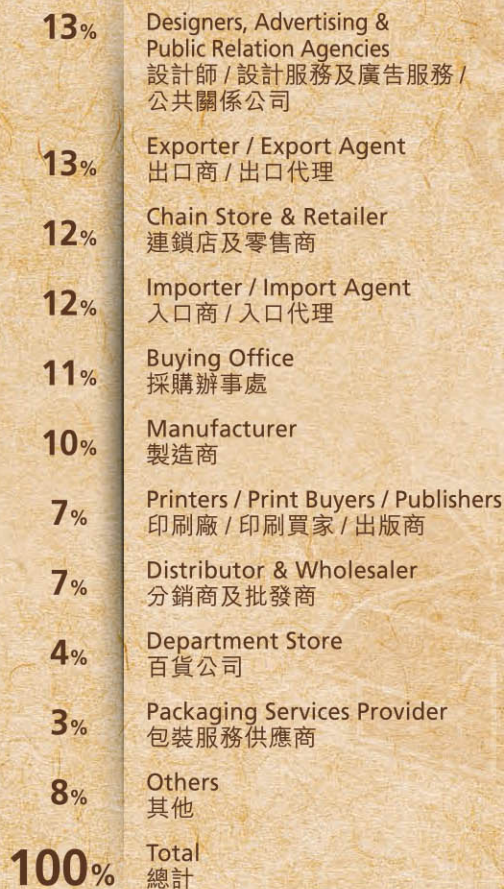 13% Designers, Advertising &
Public Relation Agencies
設計師 / 設計服務及廣告服務 /
公共關係公司
13% Exporter / Export Agent
出口商 / 出口代理
12% Chain Store & Retailer
連鎖店及零售商
12% Importer / Import Agent
入口商 / 入口代理
11% Buying Office
採購辦事處
10% Manufacturer
製造商
7% Printers / Print Buyers / Publishers
印刷廠 / 印刷買家 / 出版商
7% Distributor & Wholesaler
分銷商及批發商
4% Department Store
百貨公司
3% Packaging Services Provider
包裝服務供應商
8% Others
其他
100% Total
總計